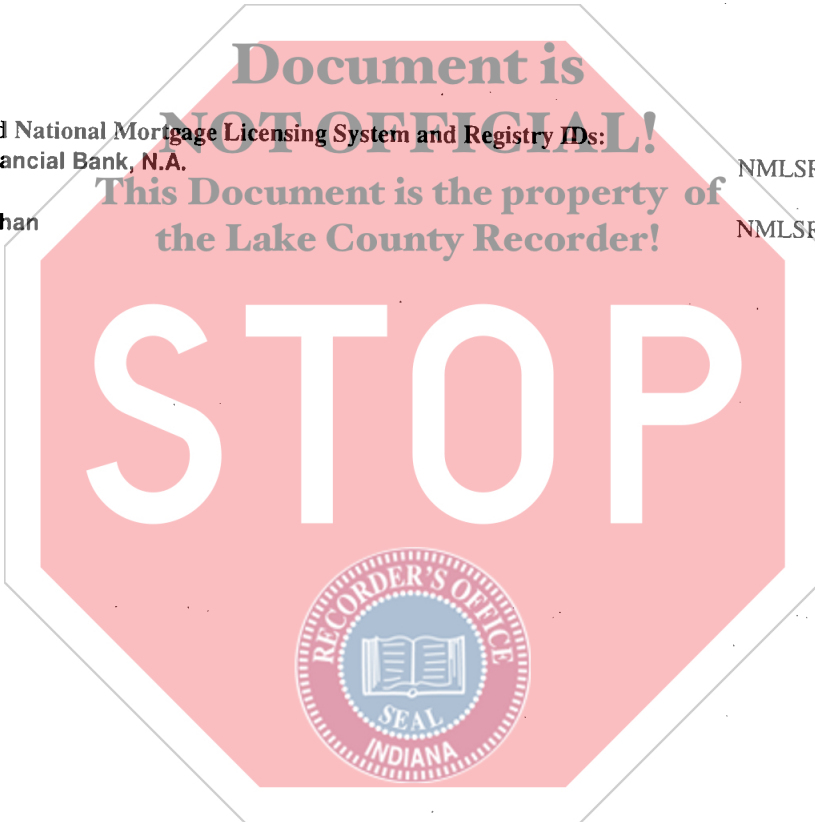 Document is
NOT OFFICIAL!
National Mortgage Licensing System and Registry IDs:
ancial Bank, N.A.
NMLSR
This Document is the property of
han
the Lake County Recorder!
NMLSR
STOP
RECORDER'S OFFICE
SEAL
INDIANA